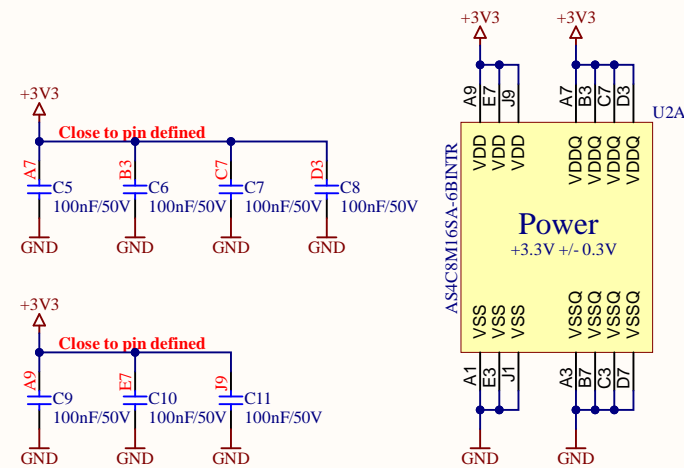 +3V3
Close to pin defined
A7
B3
C7
D3
C5
C6
C7
C8
100nF/50V
100nF/50V
100nF/50V
100nF/50V
GND
GND
GND
GND
+3V3
Close to pin defined
A9
E7
J9
C9
C10
C11
100nF/50V
100nF/50V
100nF/50V
GND
GND
GND
+3V3
+3V3
A9
E7
J9
A7
B3
C7
D3
U2A
VDD
VDD
VDD
VDDQ
VDDQ
VDDQ
VDDQ
AS4C8M16SA-6BINTR
Power
+3.3V +/- 0.3V
VSS
VSS
VSS
VSSQ
VSSQ
VSSQ
VSSQ
A1
E3
J1
A3
B7
C3
D7
GND
GND